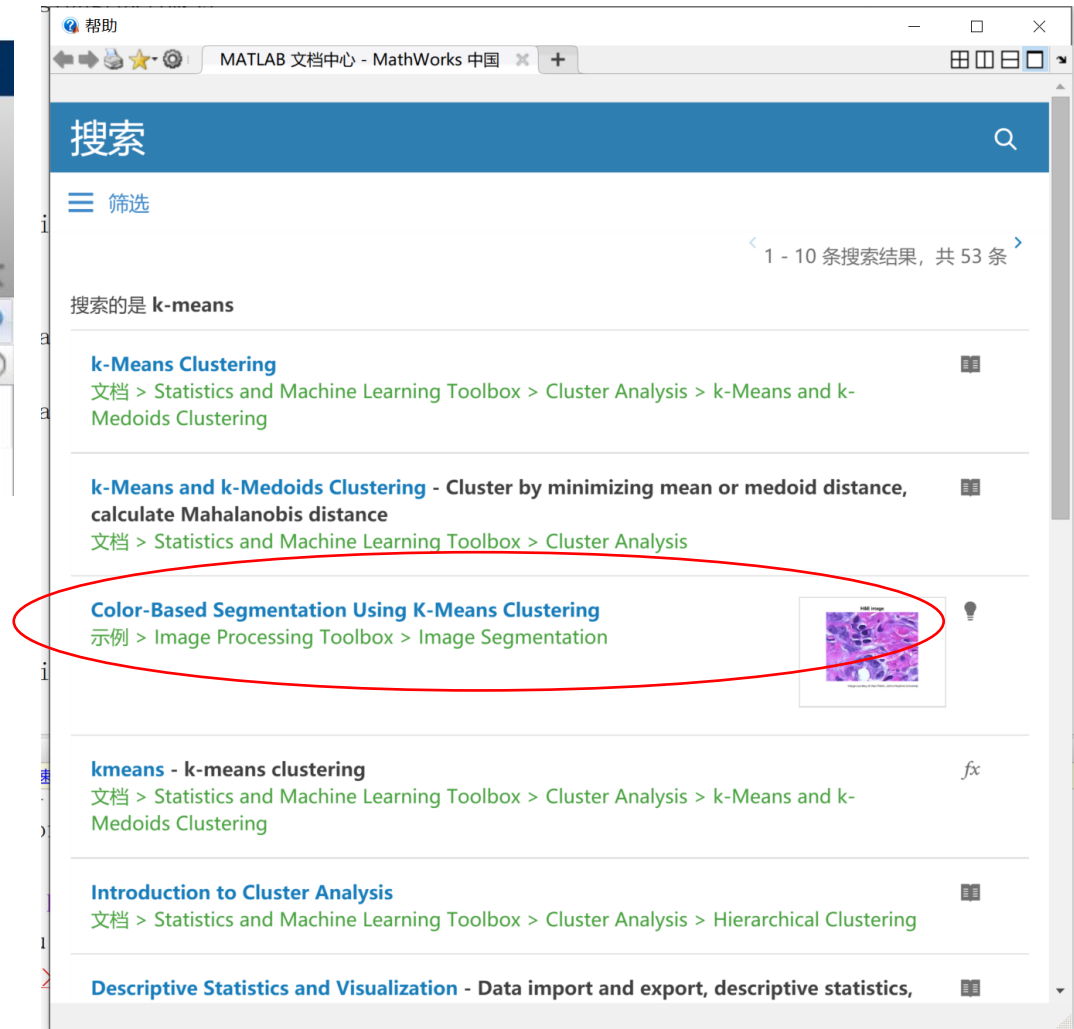 帮助
MATLAB 文档中心 - MathWorks 中国
搜索
筛选
1 - 10 条搜索结果，共 53 条
搜索的是 k-means
k-Means Clustering
文档 > Statistics and Machine Learning Toolbox > Cluster Analysis > k-Means and k-
Medoids Clustering
k-Means and k-Medoids Clustering - Cluster by minimizing mean or medoid distance,
calculate Mahalanobis distance
文档 > Statistics and Machine Learning Toolbox > Cluster Analysis
Color-Based Segmentation Using K-Means Clustering
示例 > Image Processing Toolbox > Image Segmentation
H&E image
kmeans - k-means clustering
fx
文档 > Statistics and Machine Learning Toolbox > Cluster Analysis > k-Means and k-
Medoids Clustering
Introduction to Cluster Analysis
文档 > Statistics and Machine Learning Toolbox > Cluster Analysis > Hierarchical Clustering
Descriptive Statistics and Visualization - Data import and export, descriptive statistics,